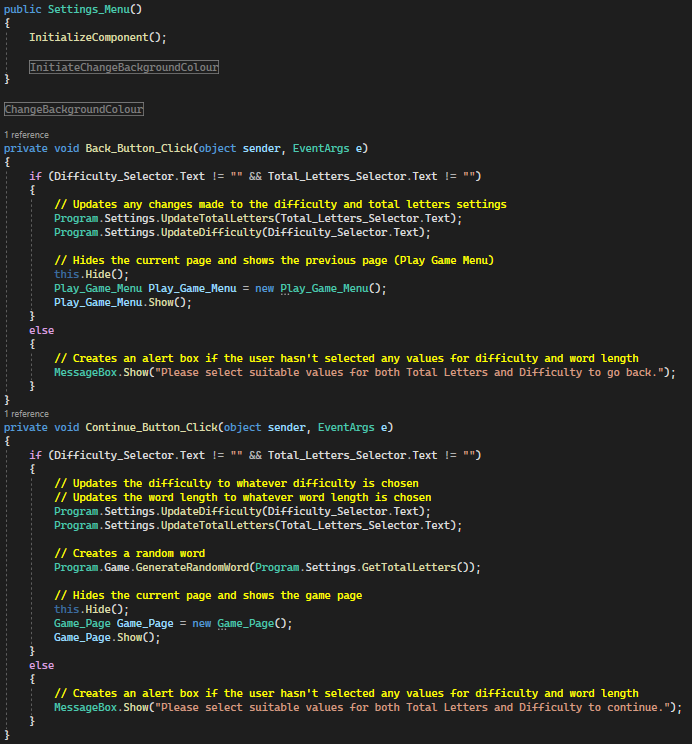 public Settings_Menu()
{
InitializeComponent();
InitiateChangeBackgroundColour
}
ChangeBackgroundColour
1 reference
private void Back_Button_Click(object sender, EventArgs e)
{
if (Difficulty_Selector.Text != "" && Total_Letters_Selector.Text != "")
{
// Updates any changes made to the difficulty and total letters settings
Program.Settings.UpdateTotalLetters(Total_Letters_Selector.Text);
Program.Settings.UpdateDifficulty(Difficulty_Selector.Text);
// Hides the current page and shows the previous page (Play Game Menu)
this.Hide();
Play_Game_Menu Play_Game_Menu = new Play_Game_Menu();
Play_Game_Menu.Show();
}
else
{
// Creates an alert box if the user hasn't selected any values for difficulty and word length
MessageBox.Show("Please select suitable values for both Total Letters and Difficulty to go back.");
}
}
1 reference
private void Continue_Button_Click(object sender, EventArgs e)
{
if (Difficulty_Selector.Text != "" && Total_Letters_Selector.Text != "")
{
// Updates the difficulty to whatever difficulty is chosen
// Updates the word length to whatever word length is chosen
Program.Settings.UpdateDifficulty(Difficulty_Selector.Text);
Program.Settings.UpdateTotalLetters(Total_Letters_Selector.Text);
// Creates a random word
Program.Game.GenerateRandomWord(Program.Settings.GetTotalLetters());
// Hides the current page and shows the game page
this.Hide();
Game_Page Game_Page = new Game_Page();
Game_Page.Show();
}
else
{
// Creates an alert box if the user hasn't selected any values for difficulty and word length
MessageBox.Show("Please select suitable values for both Total Letters and Difficulty to continue.");
}
}